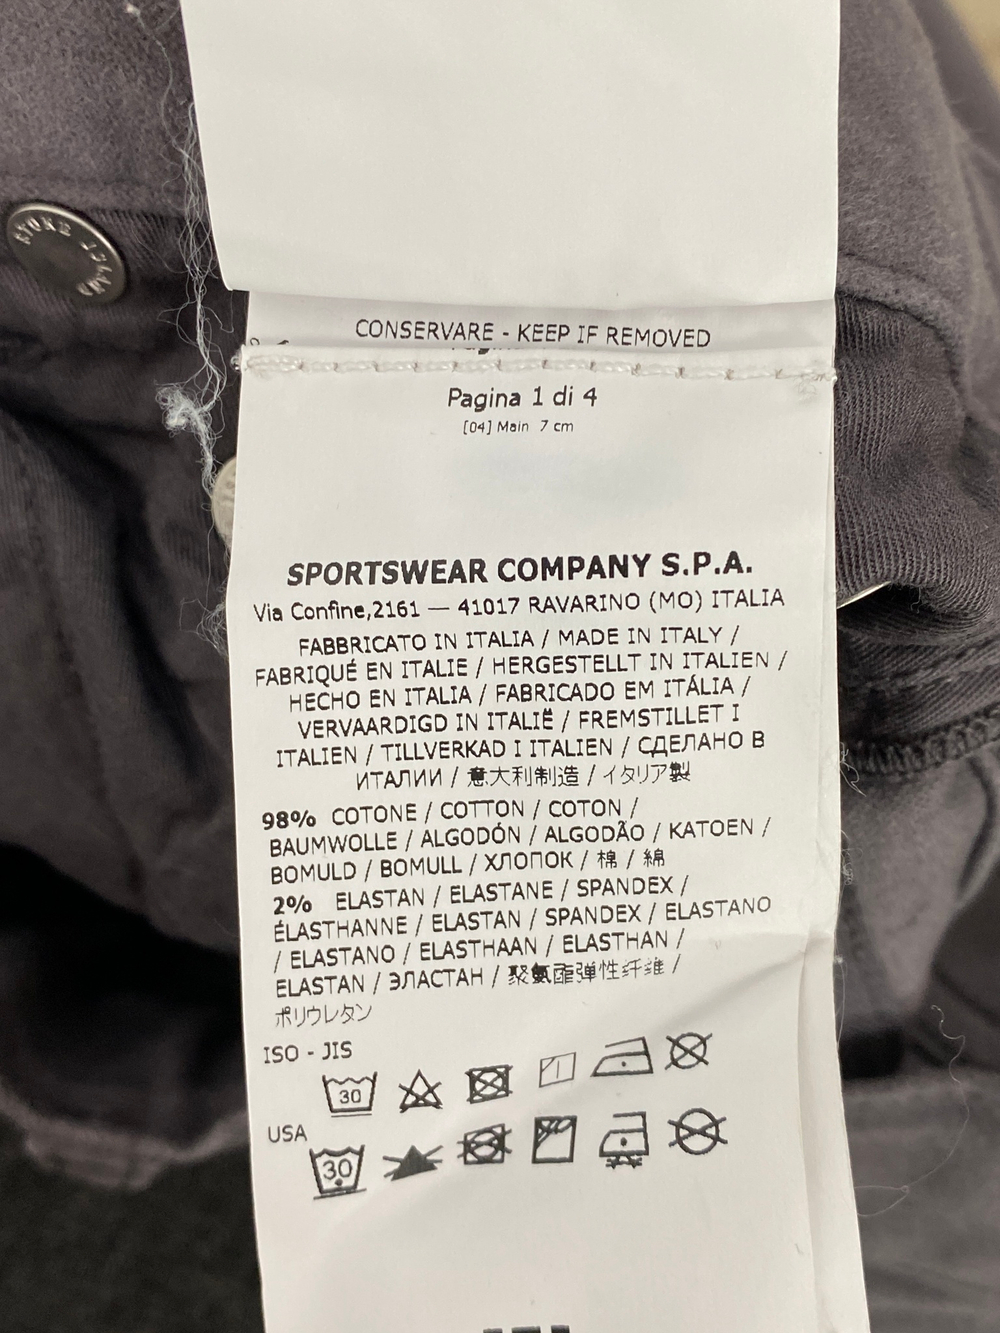 STONE ISLAND
CONSERVARE - KEEP IF REMOVED
Pagina 1 di 4
[04] Main 7 cm
SPORTSWEAR COMPANY S.P.A.
Via Confine,2161 — 41017 RAVARINO (MO) ITALIA
FABBRICATO IN ITALIA / MADE IN ITALY /
FABRIQUÉ EN ITALIE / HERGESTELLT IN ITALIEN /
HECHO EN ITALIA / FABRICADO EM ITÁLIA /
VERVAARDIGD IN ITALIË / FREMSTILLET I
ITALIEN / TILLVERKAD I ITALIEN / СДЕЛАНО В
ИТАЛИИ / 意大利制造 / イタリア製
98% COTONE / COTTON / COTON /
BAUMWOLLE / ALGODÓN / ALGODÃO / KATOEN /
BOMULD / BOMULL / ХЛОПОК / 棉 / 綿
2% ELASTAN / ELASTANE / SPANDEX /
ÉLASTHANNE / ELASTAN / SPANDEX / ELASTANO
/ ELASTANO / ELASTHAAN / ELASTHAN /
ELASTAN / ЭЛАСТАН / 聚氨酯弹性纤维 /
ポリウレタン
ISO - JIS
30
USA
30